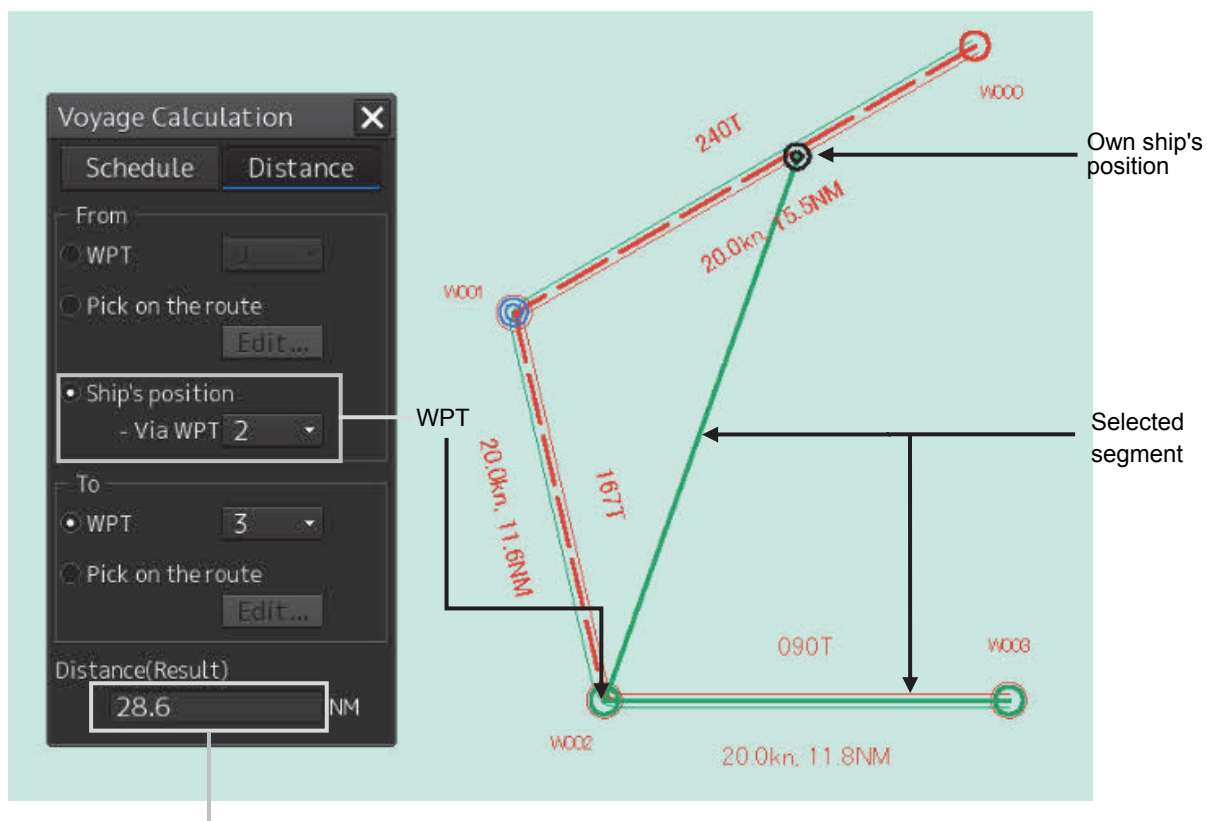 Voyage Calculation
Schedule
Distance
From
WPT
0
Pick on the route
Edit...
Ship's position
- Via WPT 2
To
WPT 3
Pick on the route
Edit...
Distance(Result)
28.6 NM
WPT
W000
240T
20.0kn, 15.5NM
W001
20.0kn, 11.6NM
167T
W002
090T
W003
20.0kn, 11.8NM
Own ship's
position
Selected
segment